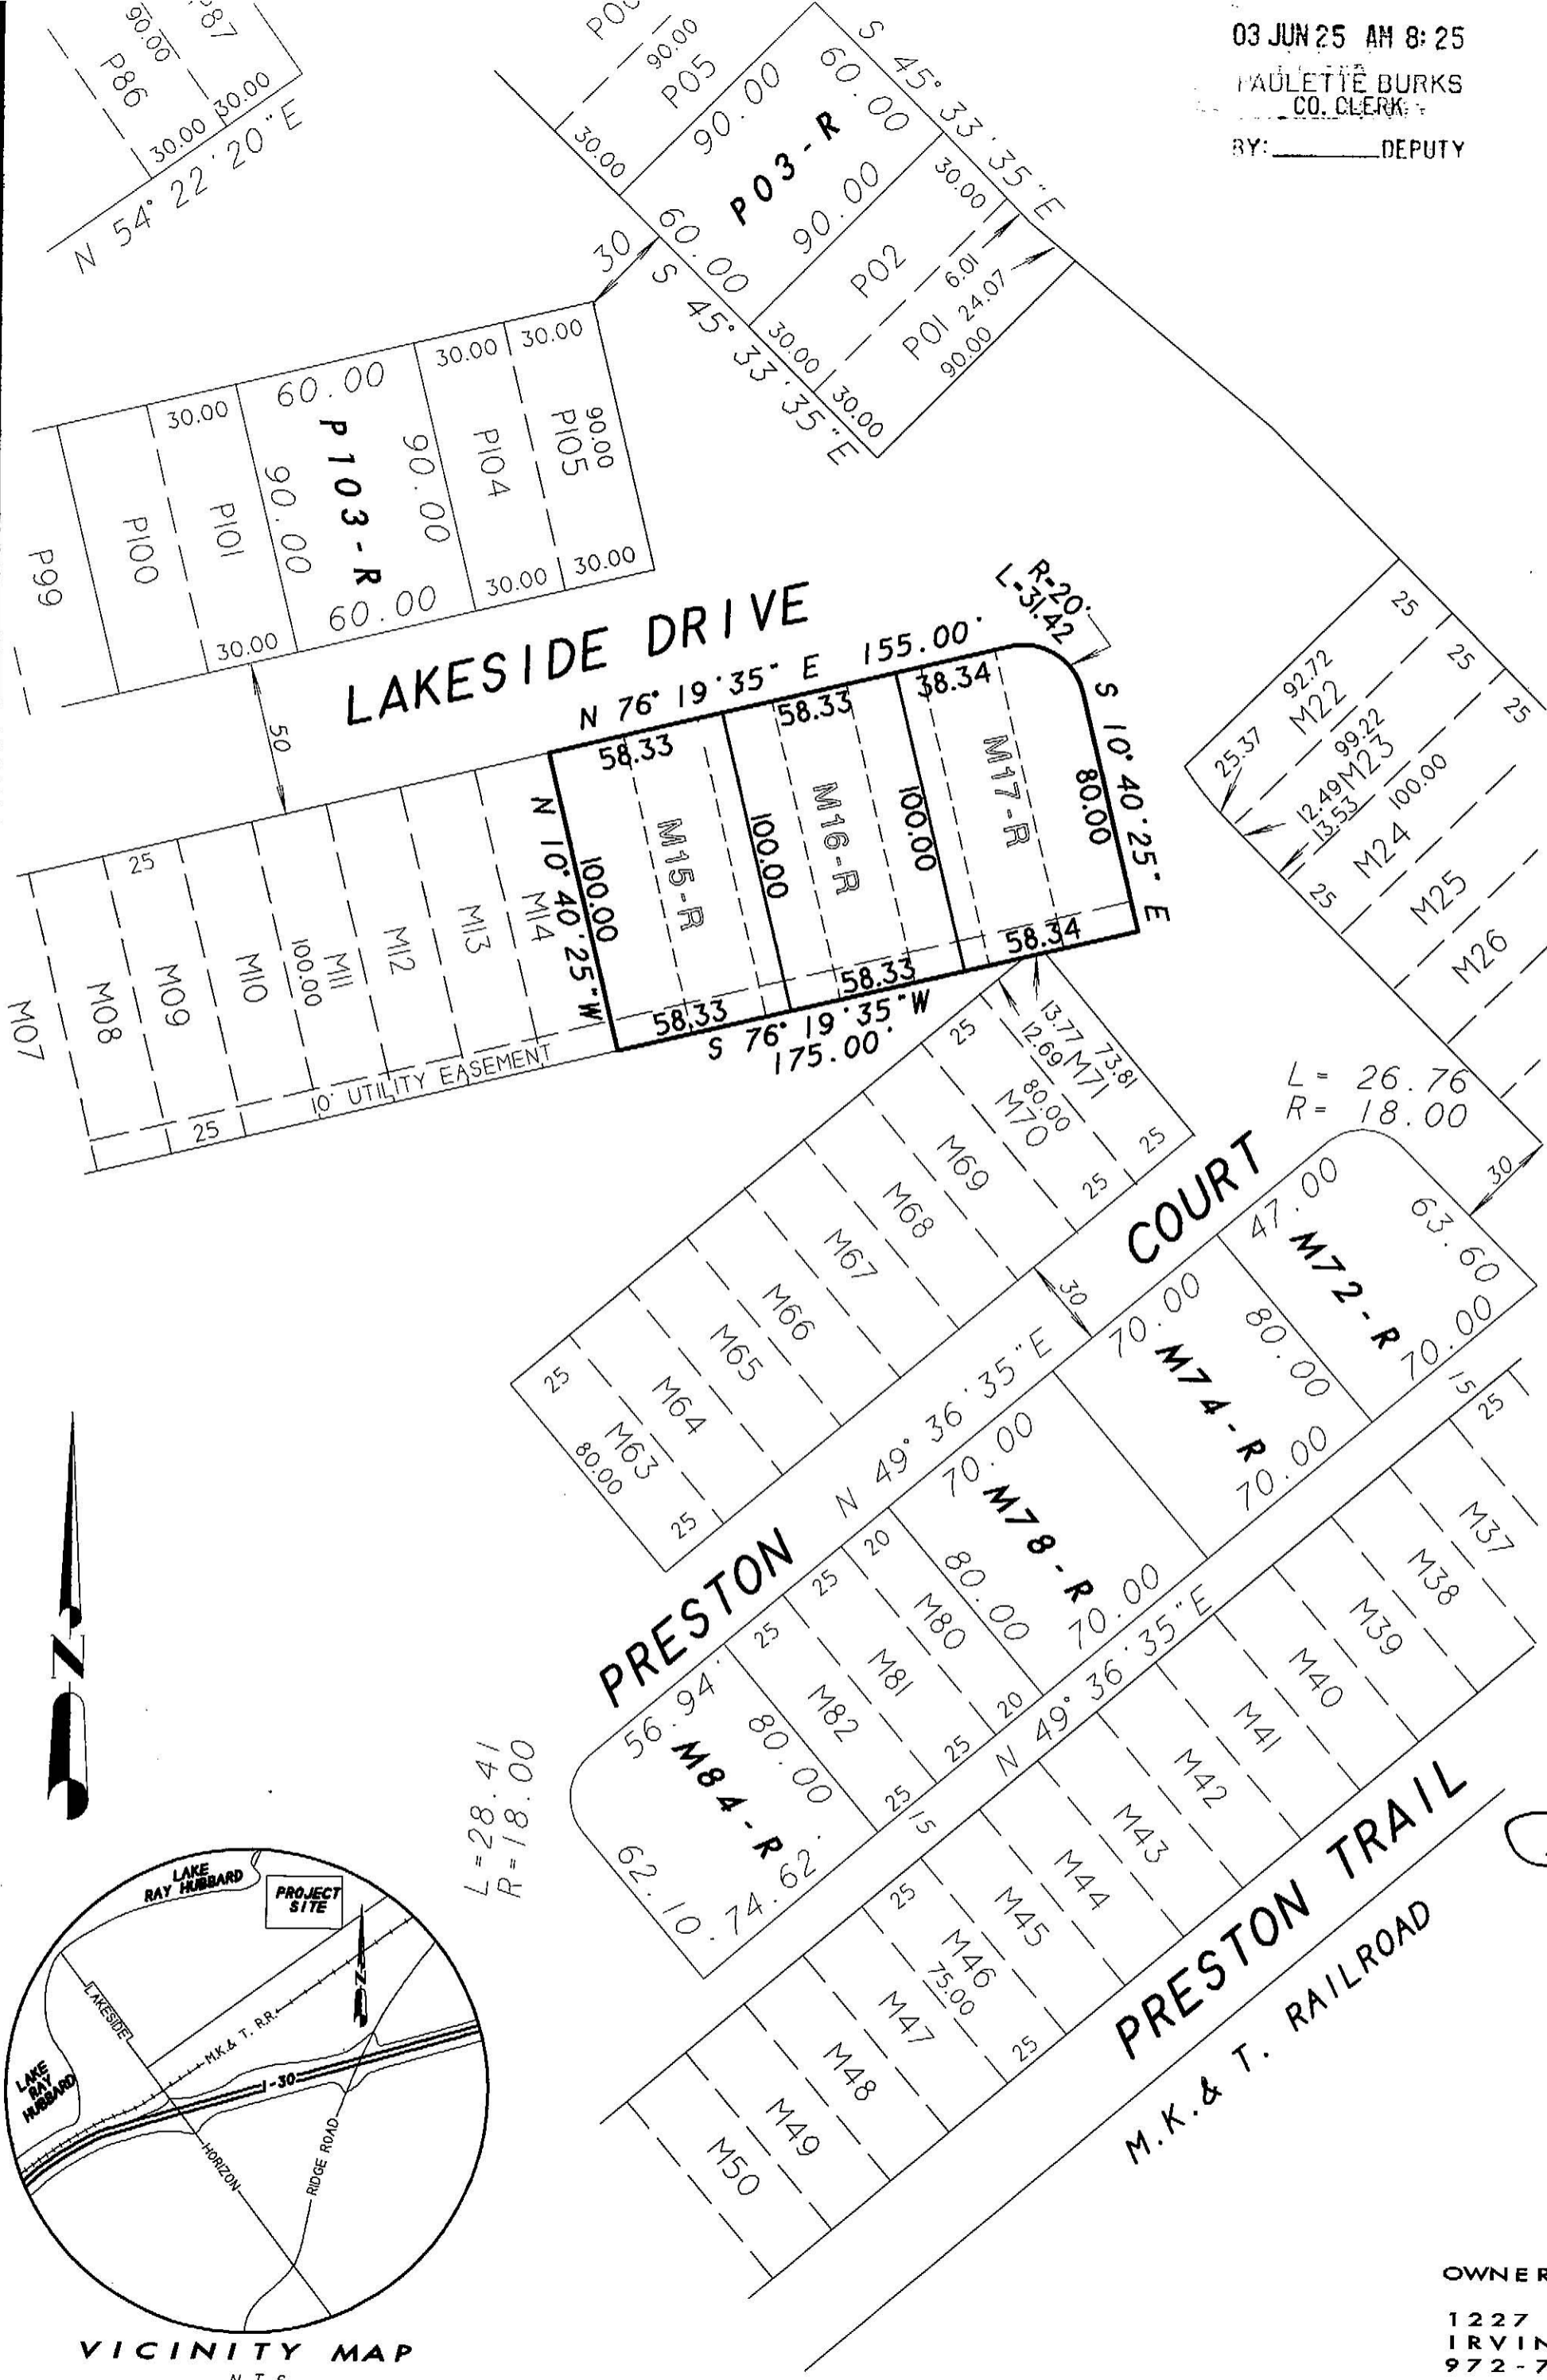 03 JUN 25 AM 8:25
PAULETTE BURKS
CO. CLERK
BY:________DEPUTY
90.00
P86
30.00
30.00
N 54° 22' 20"E
90.00
P05
30.00
S 45° 33' 35"E
60.00
90.00
P03-R
90.00
60.00
30
S 45° 33' 35"E
30.00
P02
30.00
6.01
P01
24.07
90.00
30.00
P99
P100
30.00
P101
30.00
60.00
90.00
P103-R
90.00
60.00
30.00
P104
30.00
30.00
90.00
P105
30.00
LAKESIDE DRIVE
50
N 76° 19' 35" E
155.00'
R-20'
L-31.42
S 10° 40' 25" E
80.00
58.33
58.33
38.34
N 10° 40' 25"W
100.00
M15-R
100.00
M16-R
100.00
M17-R
58.33
58.33
58.34
S 76° 19' 35"W
175.00'
M07
M08
25
M09
M10
M11
100.00
M12
M13
M14
25
10' UTILITY EASEMENT
25
25
25
92.72
M22
25.37
99.22
M23
12.49
13.53
100.00
M24
25
M25
M26
13.77
73.81
12.69
M71
25
80.00
M70
25
25
M69
M68
M67
M66
M65
M64
25
M63
80.00
25
L= 26.76
R= 18.00
30
PRESTON COURT
30
N 49° 36' 35"E
47.00
63.60
M72-R
70.00
70.00
80.00
M74-R
70.00
70.00
M78-R
80.00
70.00
15
25
20
M80
20
25
M81
25
25
M82
25
56.94'
80.00
M84-R
62.10
74.62'
L=28.41
R=18.00
15
N 49° 36' 35"E
M37
M38
M39
M40
M41
M42
M43
M44
M45
25
M46
75.00
25
M47
M48
M49
M50
PRESTON TRAIL
M.K.& T. RAILROAD
N
LAKE
RAY HUBBARD
PROJECT
SITE
N
LAKESIDE
M.K.& T. R.R.
LAKE
RAY
HUBBARD
I-30
HORIZON
RIDGE ROAD
VICINITY MAP
N.T.S.
OWNER
1227
IRVIN
972-7